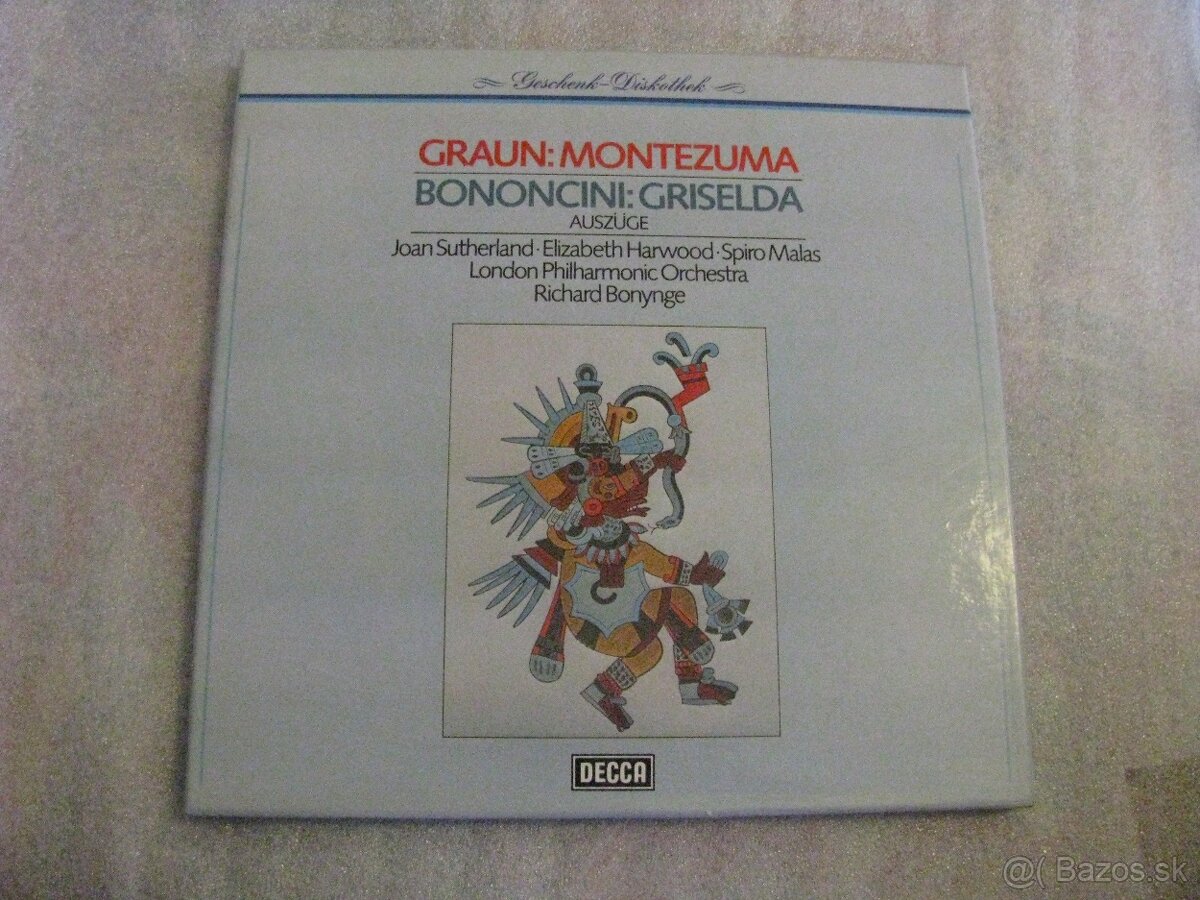 Geschenk-Diskothek
GRAUN: MONTEZUMA
BONONCINI: GRISELDA
AUSZÜGE
Joan Sutherland · Elizabeth Harwood · Spiro Malas
London Philharmonic Orchestra
Richard Bonynge
DECCA
@( Bazos.sk